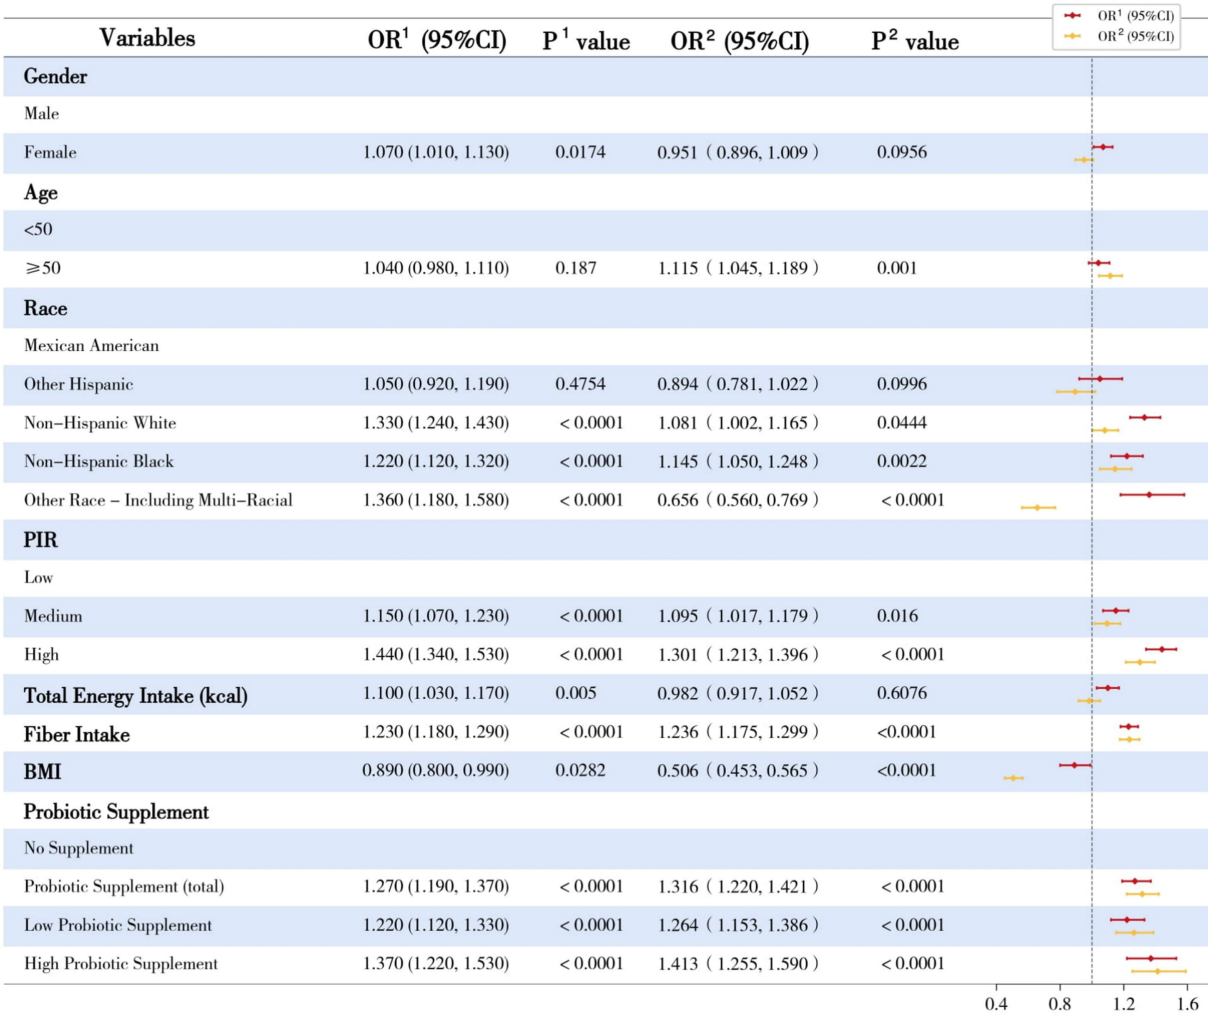 OR¹ (95%CI)
OR² (95%CI)
Variables OR¹ (95%CI) P¹ value OR² (95%CI) P² value
Gender
Male
Female 1.070 (1.010, 1.130) 0.0174 0.951 ( 0.896, 1.009 ) 0.0956
Age
<50
⩾50 1.040 (0.980, 1.110) 0.187 1.115 ( 1.045, 1.189 ) 0.001
Race
Mexican American
Other Hispanic 1.050 (0.920, 1.190) 0.4754 0.894 ( 0.781, 1.022 ) 0.0996
Non-Hispanic White 1.330 (1.240, 1.430) < 0.0001 1.081 ( 1.002, 1.165 ) 0.0444
Non-Hispanic Black 1.220 (1.120, 1.320) < 0.0001 1.145 ( 1.050, 1.248 ) 0.0022
Other Race – Including Multi-Racial 1.360 (1.180, 1.580) < 0.0001 0.656 ( 0.560, 0.769 ) < 0.0001
PIR
Low
Medium 1.150 (1.070, 1.230) < 0.0001 1.095 ( 1.017, 1.179 ) 0.016
High 1.440 (1.340, 1.530) < 0.0001 1.301 ( 1.213, 1.396 ) < 0.0001
Total Energy Intake (kcal) 1.100 (1.030, 1.170) 0.005 0.982 ( 0.917, 1.052 ) 0.6076
Fiber Intake 1.230 (1.180, 1.290) < 0.0001 1.236 ( 1.175, 1.299 ) <0.0001
BMI 0.890 (0.800, 0.990) 0.0282 0.506 ( 0.453, 0.565 ) <0.0001
Probiotic Supplement
No Supplement
Probiotic Supplement (total) 1.270 (1.190, 1.370) < 0.0001 1.316 ( 1.220, 1.421 ) < 0.0001
Low Probiotic Supplement 1.220 (1.120, 1.330) < 0.0001 1.264 ( 1.153, 1.386 ) < 0.0001
High Probiotic Supplement 1.370 (1.220, 1.530) < 0.0001 1.413 ( 1.255, 1.590 ) < 0.0001
0.4 0.8 1.2 1.6